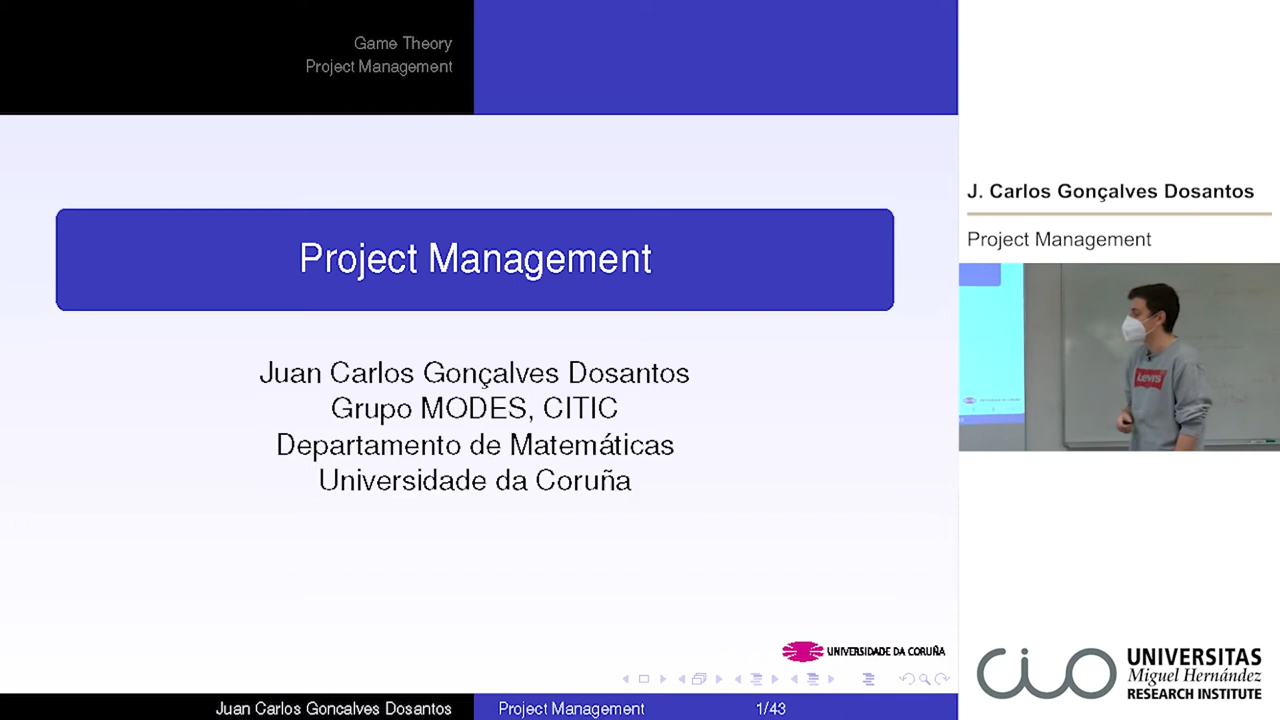 Game Theory
Project Management
Project Management
Juan Carlos Gonçalves Dosantos
Grupo MODES, CITIC
Departamento de Matemáticas
Universidade da Coruña
UNIVERSIDADE DA CORUÑA
Juan Carlos Goncalves Dosantos
Project Management
1/43
J. Carlos Gonçalves Dosantos
Project Management
Levi's
CIO
UNIVERSITAS
Miguel Hernández
RESEARCH INSTITUTE